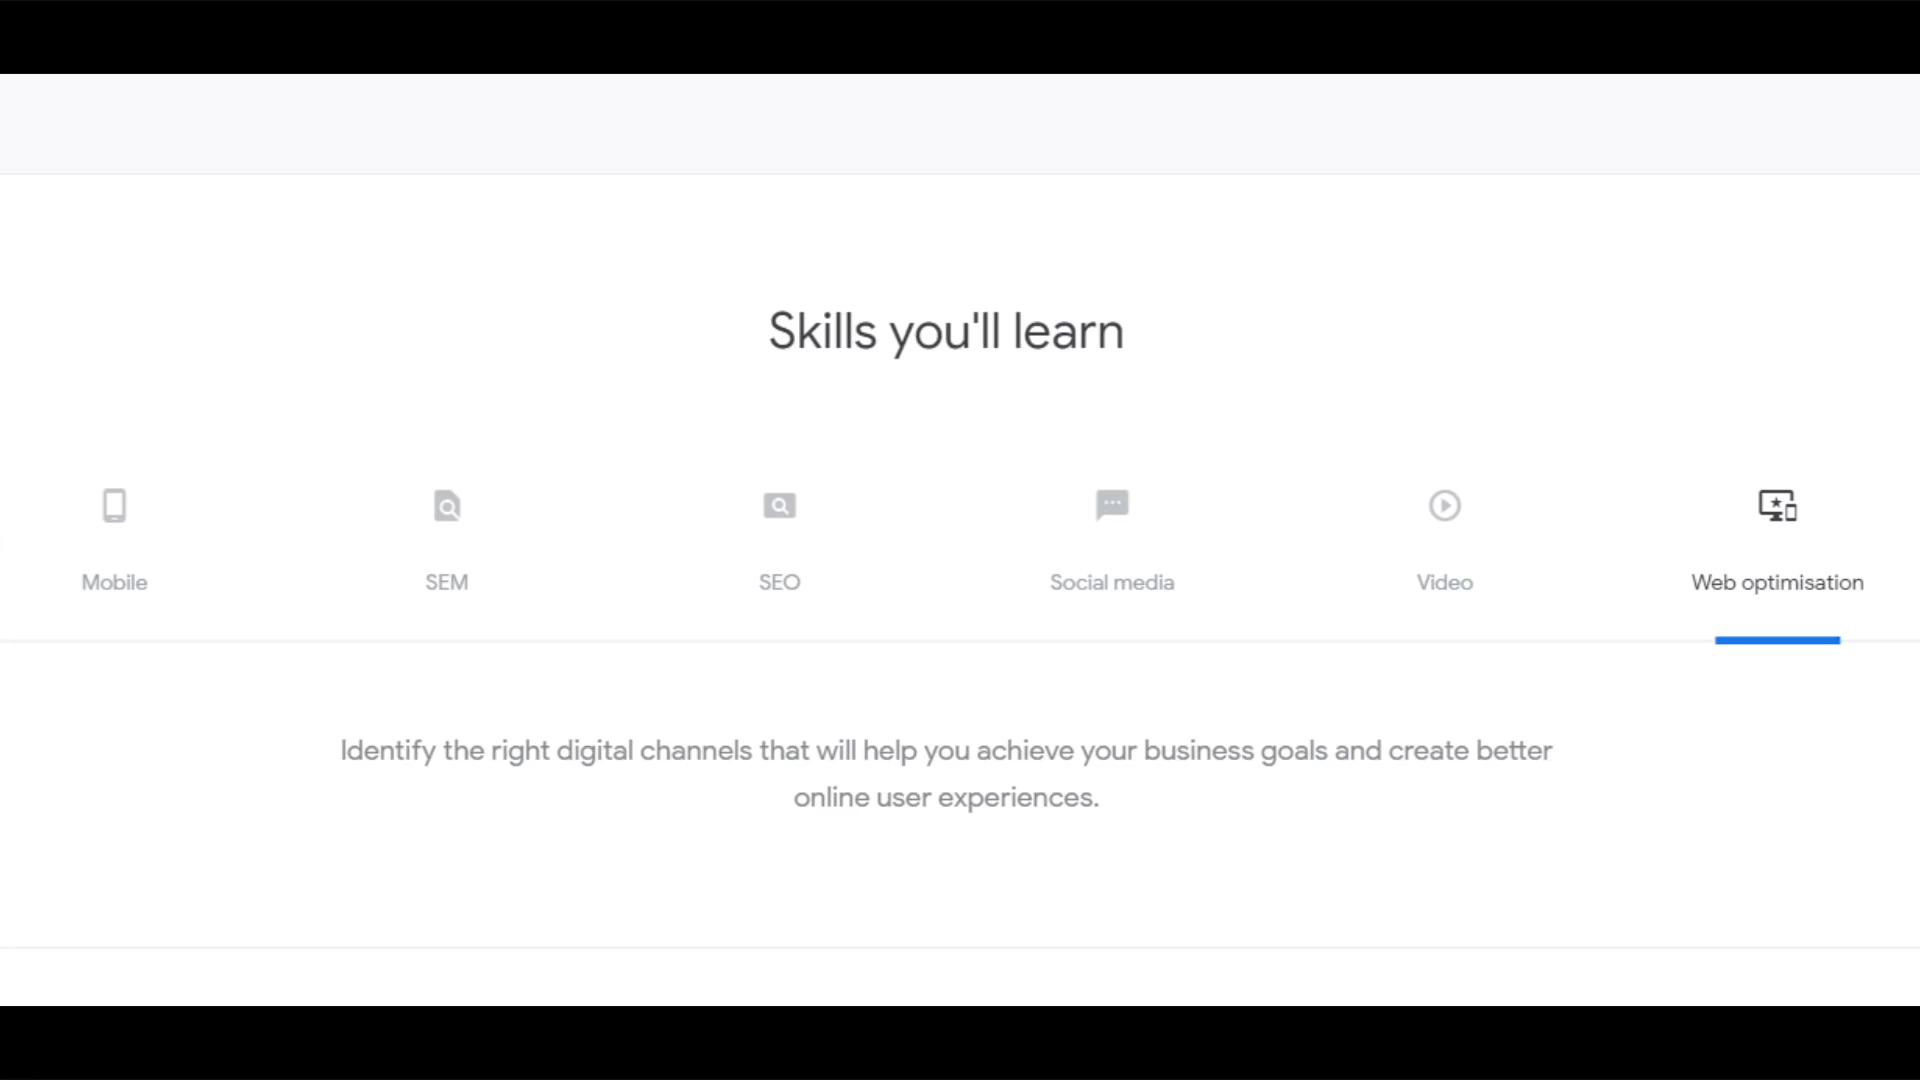 Skills you'll learn
Mobile
SEM
SEO
Social media
Video
Web optimisation
Identify the right digital channels that will help you achieve your business goals and create better
online user experiences.